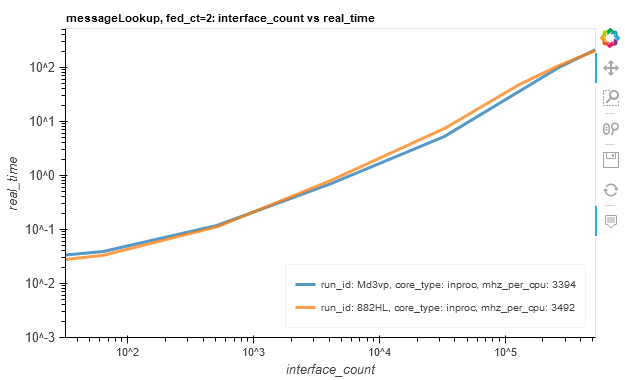 messageLookup, fed_ct=2: interface_count vs real_time
10^2
10^1
10^0
10^-1
10^-2
10^-3
real_time
run_id: Md3vp, core_type: inproc, mhz_per_cpu: 3394
run_id: 882HL, core_type: inproc, mhz_per_cpu: 3492
10^2
10^3
10^4
10^5
interface_count